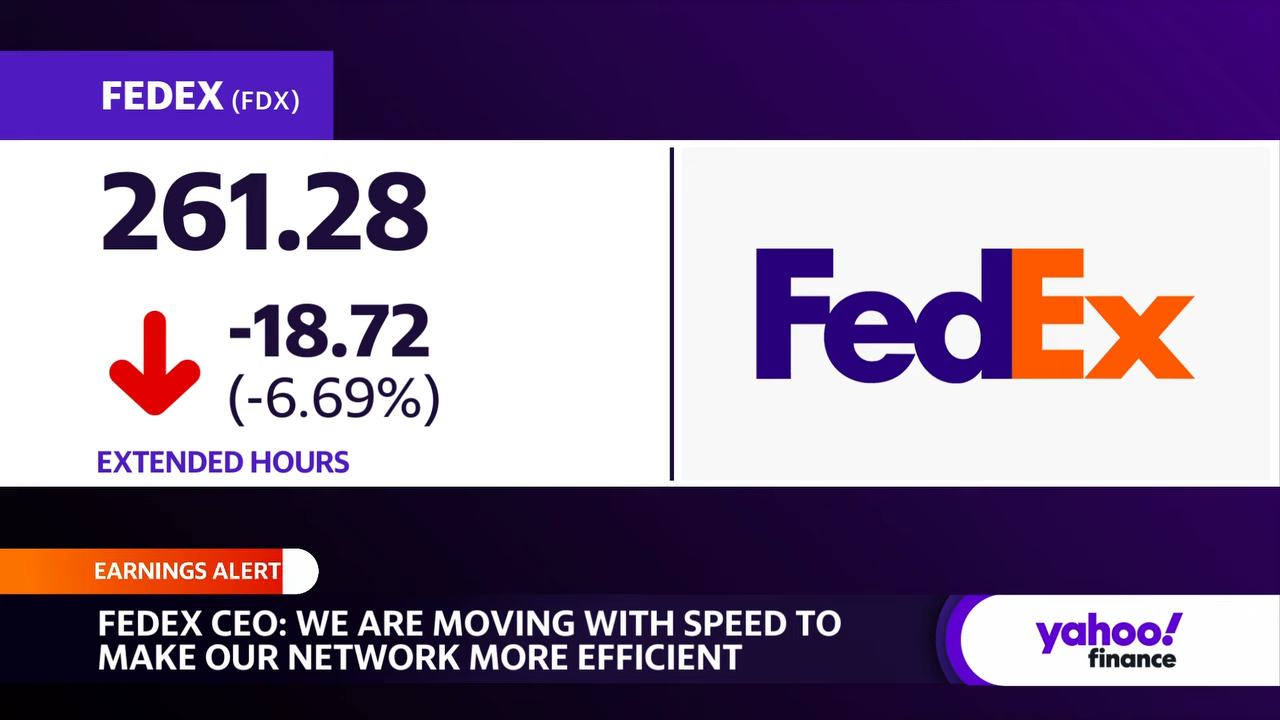 FEDEX (FDX)
261.28
-18.72
(-6.69%)
EXTENDED HOURS
FedEx
EARNINGS ALERT
FEDEX CEO: WE ARE MOVING WITH SPEED TO
MAKE OUR NETWORK MORE EFFICIENT
yahoo!
finance